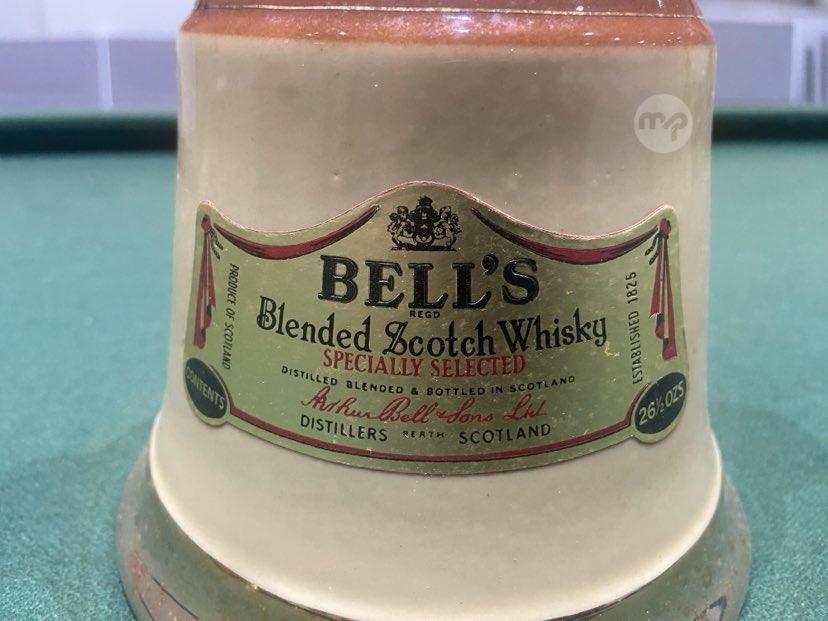 mp
BELL'S
REGD
Blended Scotch Whisky
SPECIALLY SELECTED
DISTILLED BLENDED & BOTTLED IN SCOTLAND
Arthur Bell & Sons Ltd.
DISTILLERS PERTH SCOTLAND
PRODUCE OF SCOTLAND
ESTABLISHED 1825
CONTENTS
26½ OZS